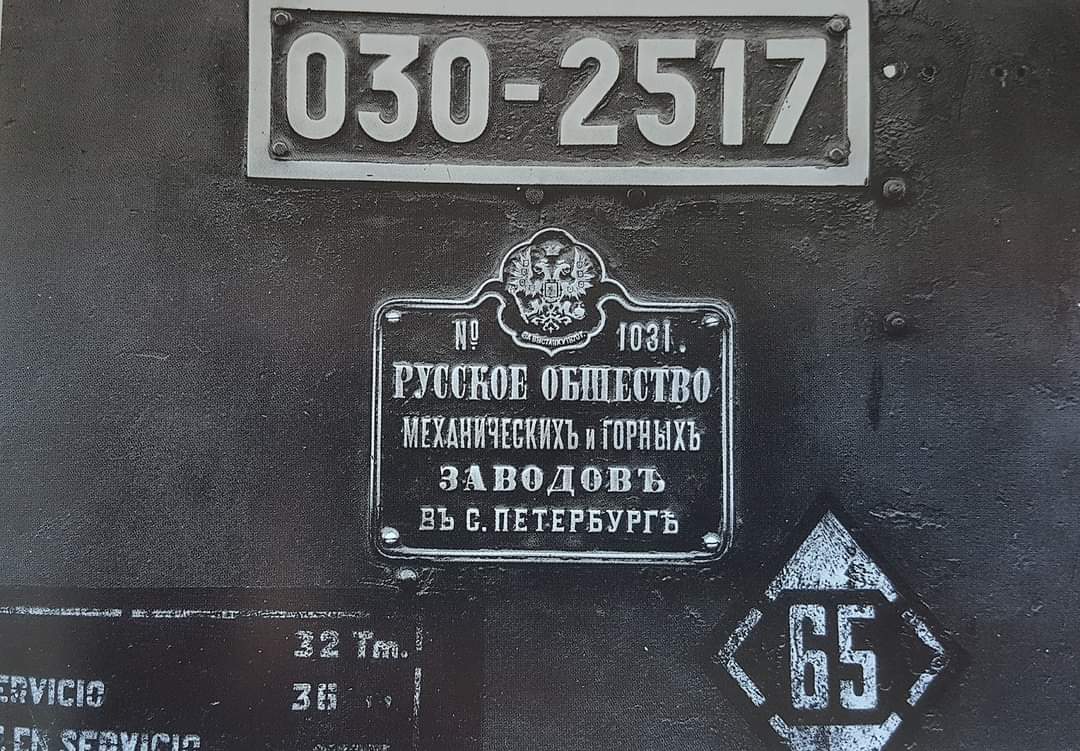 030-2517
№ 1031.
РУССКОЕ ОБЩЕСТВО
МЕХАНИЧЕСКИХЪ и ГОРНЫХЪ
ЗАВОДОВЪ
ВЪ С. ПЕТЕРБУРГѢ
65
32 Tm.
ERVICIO 36 ,,
EN SERVICIO